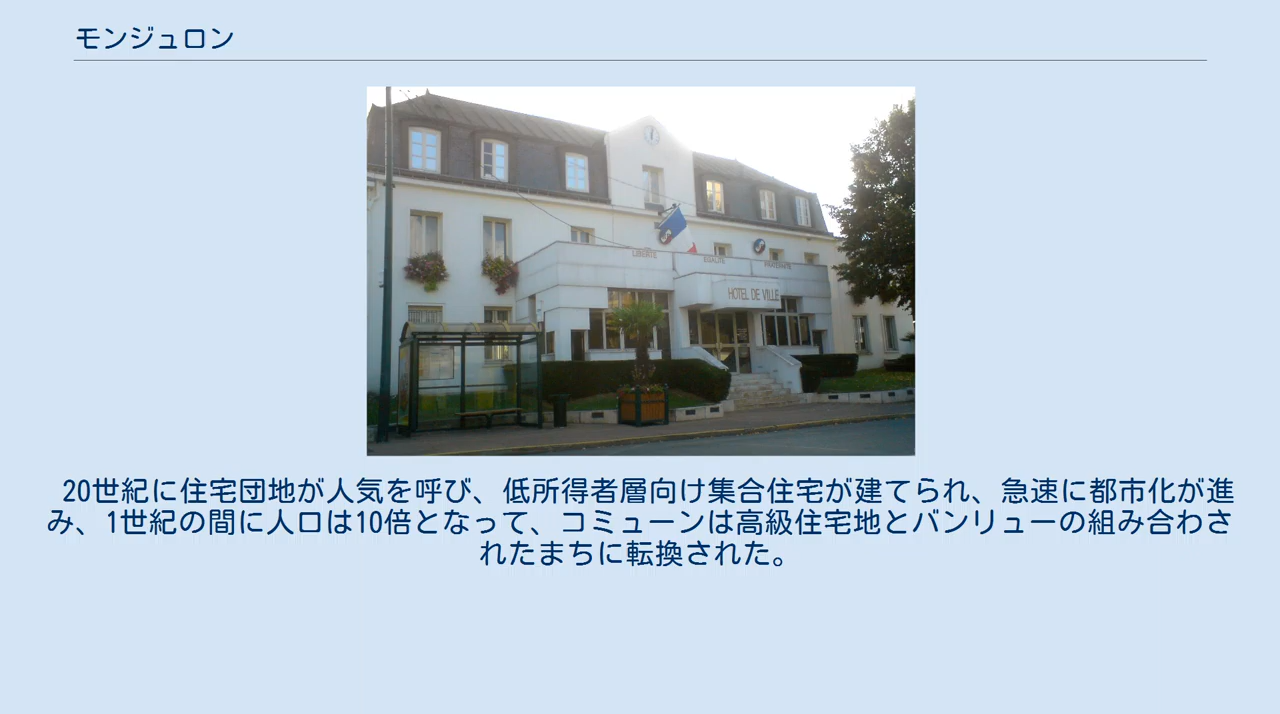 モンジュロン
LIBERTE
EGALITE
FRATERNITE
HOTEL DE VILLE
20世紀に住宅団地が人気を呼び、低所得者層向け集合住宅が建てられ、急速に都市化が進
み、1世紀の間に人口は10倍となって、コミューンは高級住宅地とバンリューの組み合わさ
れたまちに転換された。